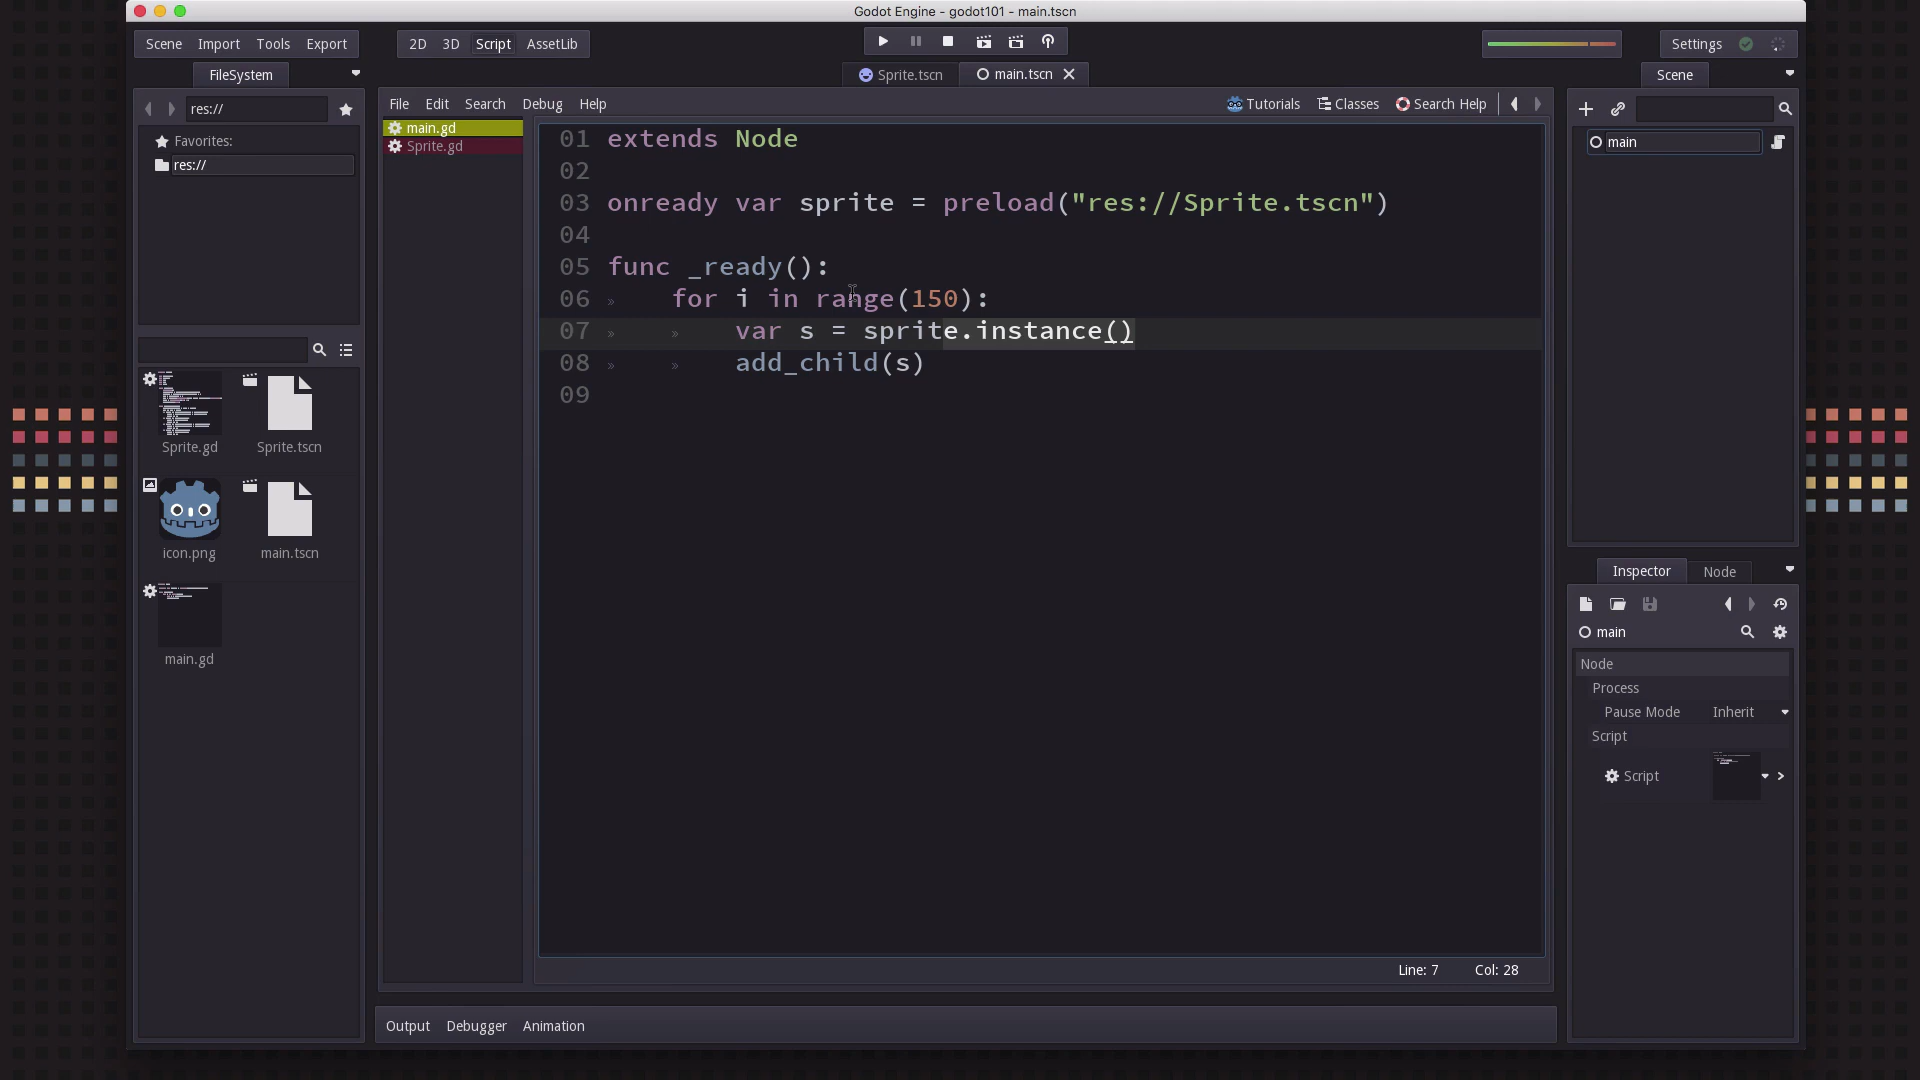 Godot Engine - godot101 - main.tscn
Scene Import Tools Export
2D 3D Script AssetLib
Settings
FileSystem
Sprite.tscn
main.tscn
Scene
res://
Favorites:
res://
File Edit Search Debug Help
Tutorials Classes Search Help
main.gd
Sprite.gd
01 extends Node
02
03 onready var sprite = preload("res://Sprite.tscn")
04
05 func _ready():
06 » for i in range(150):
07 » » var s = sprite.instance()
08 » » add_child(s)
09
Line: 7 Col: 28
Sprite.gd
Sprite.tscn
icon.png
main.tscn
main.gd
main
Inspector Node
main
Node
Process
Pause Mode Inherit
Script
Script
Output Debugger Animation